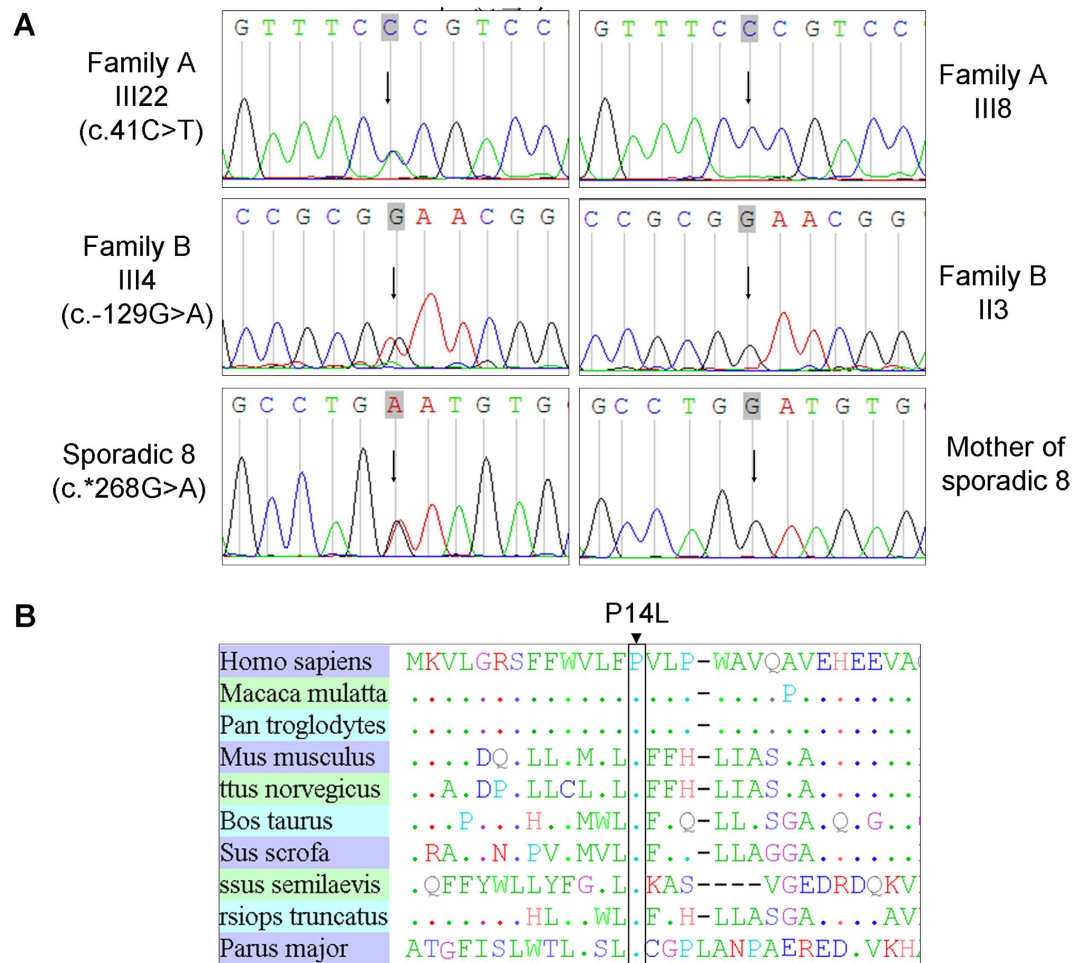 A
Family A
III22
(c.41C>T)
G T T T C C C G T C C
G T T T C C C G T C C
Family A
III8
Family B
III4
(c.-129G>A)
C C G C G G A A C G G
C C G C G G A A C G G
Family B
II3
Sporadic 8
(c.*268G>A)
G C C T G A A T G T G
G C C T G G A T G T G
Mother of
sporadic 8
B
P14L
Homo sapiens MKVLGRSFFWVLFPVLP-WAVQAVEHEEVA
Macaca mulatta .................-....P.......
Pan troglodytes .................-............
Mus musculus ....DQ.LL.M.L.FFH-LIAS.A......
ttus norvegicus ..A.DP.LLCL.L.FFH-LIAS.A......
Bos taurus ...P...H..MWL.F.Q-LL.SGA.Q.G..
Sus scrofa .RA..N.PV.MVL.F..-LLAGGA......
ssus semilaevis .QFFYWLLYFG.L.KAS----VGEDRDQKV
rsiops truncatus .......HL..WL.F.H-LLASGA....AV
Parus major ATGFISLWTL.SL.CGPLANPAERED.VKH